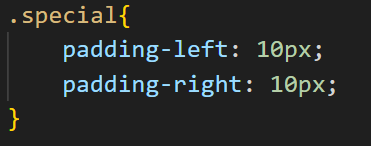 .special{
    padding-left: 10px;
    padding-right: 10px;
}